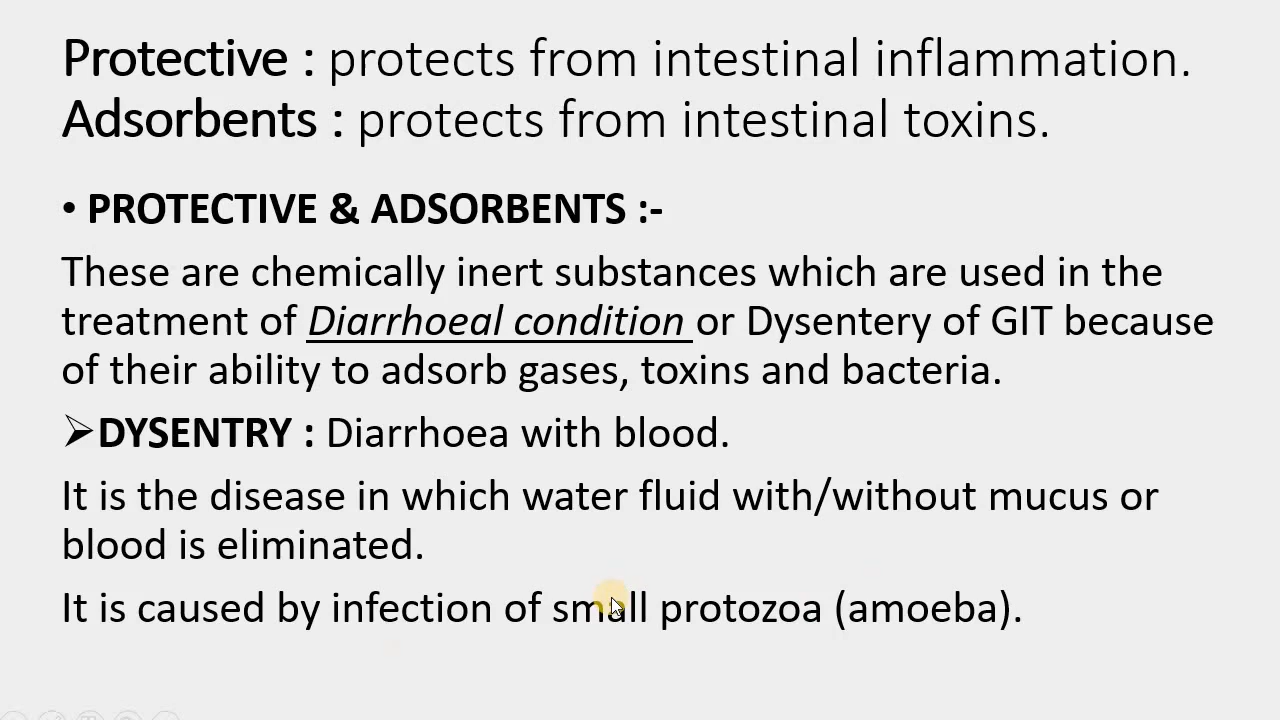 Protective : protects from intestinal inflammation.
Adsorbents : protects from intestinal toxins.
• PROTECTIVE & ADSORBENTS :-
These are chemically inert substances which are used in the
treatment of Diarrhoeal condition or Dysentery of GIT because
of their ability to adsorb gases, toxins and bacteria.
➢DYSENTRY : Diarrhoea with blood.
It is the disease in which water fluid with/without mucus or
blood is eliminated.
It is caused by infection of small protozoa (amoeba).